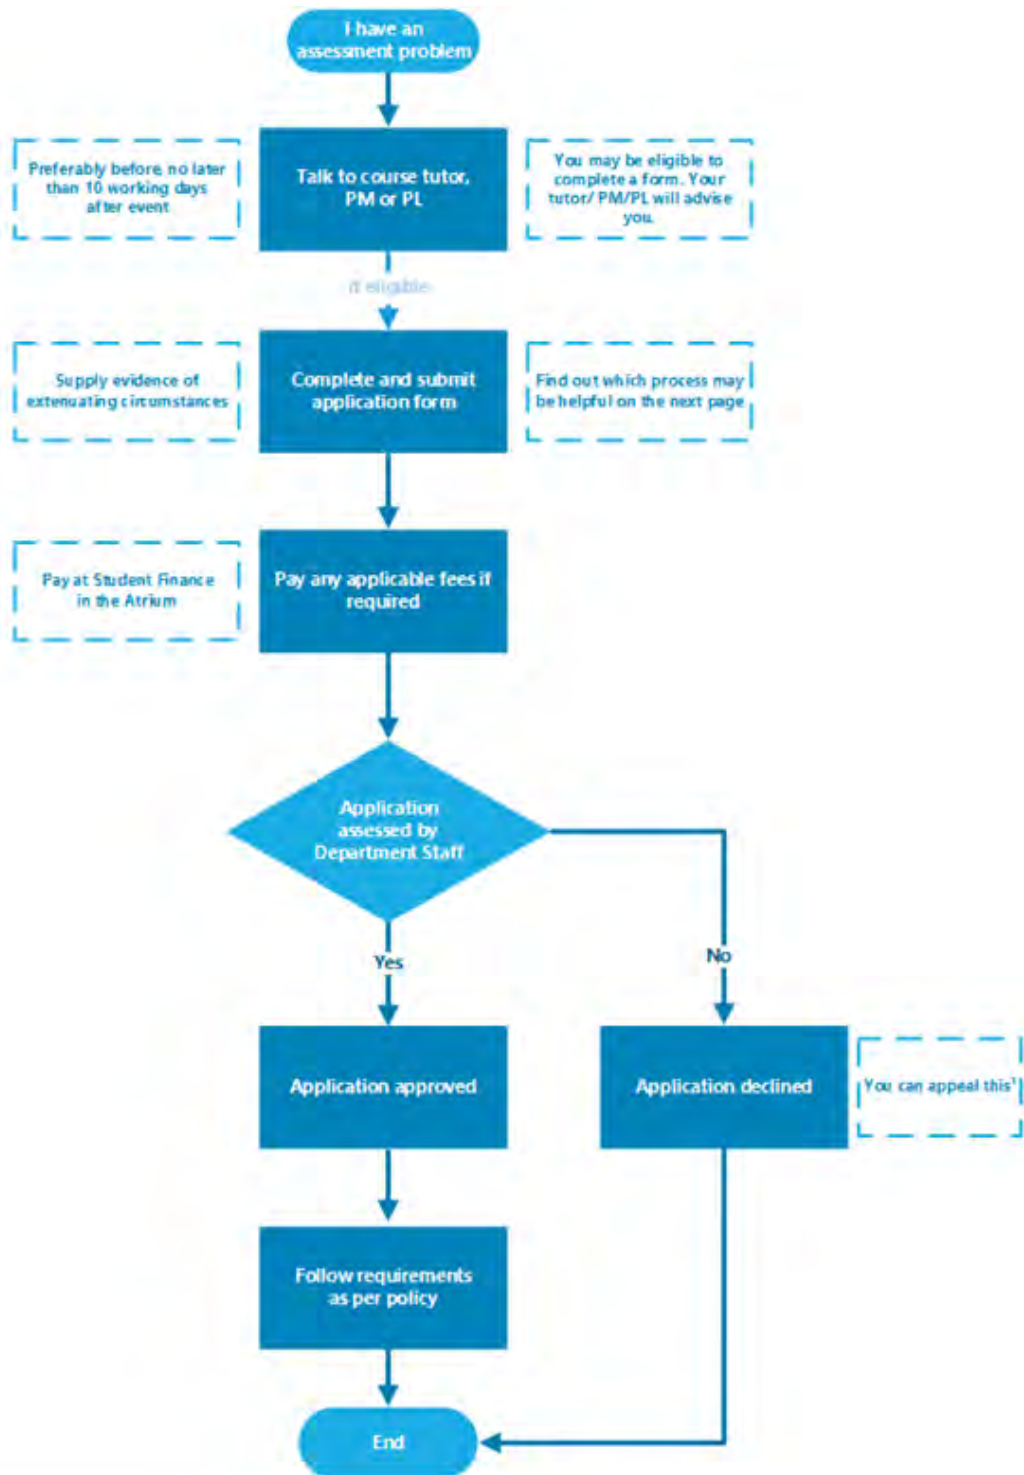 I have an
assessment problem
Preferably before, no later
than 10 working days
after event
Talk to course tutor,
PM or PL
You may be eligible to
complete a form. Your
tutor/ PM/PL will advise
you.
if eligible
Supply evidence of
extenuating circumstances
Complete and submit
application form
Find out which process may
be helpful on the next page
Pay at Student Finance
in the Atrium
Pay any applicable fees if
required
Application
assessed by
Department Staff
Yes
No
Application approved
Application declined
You can appeal this¹
Follow requirements
as per policy
End